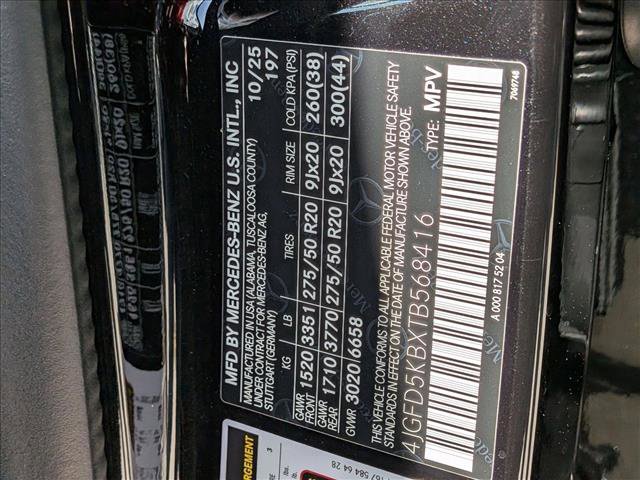 MFD BY MERCEDES-BENZ U.S. INTL., INC
MANUFACTURED IN USA (ALABAMA, TUSCALOOSA COUNTY) 10/25
UNDER CONTRACT FOR MERCEDES-BENZ AG, 197
STUTTGART (GERMANY)
KG LB TIRES RIM SIZE COLD KPA (PSI)
GAWR FRONT 1520 3351 275/50 R20 9Jx20 260(38)
GAWR REAR 1710 3770 275/50 R20 9Jx20 300(44)
GVWR 3020 6658
THIS VEHICLE CONFORMS TO ALL APPLICABLE FEDERAL MOTOR VEHICLE SAFETY
STANDARDS IN EFFECT ON THE DATE OF MANUFACTURE SHOWN ABOVE.
4JGFD5KBXTB568416 TYPE: MPV
A 000 817 52 04 7049748